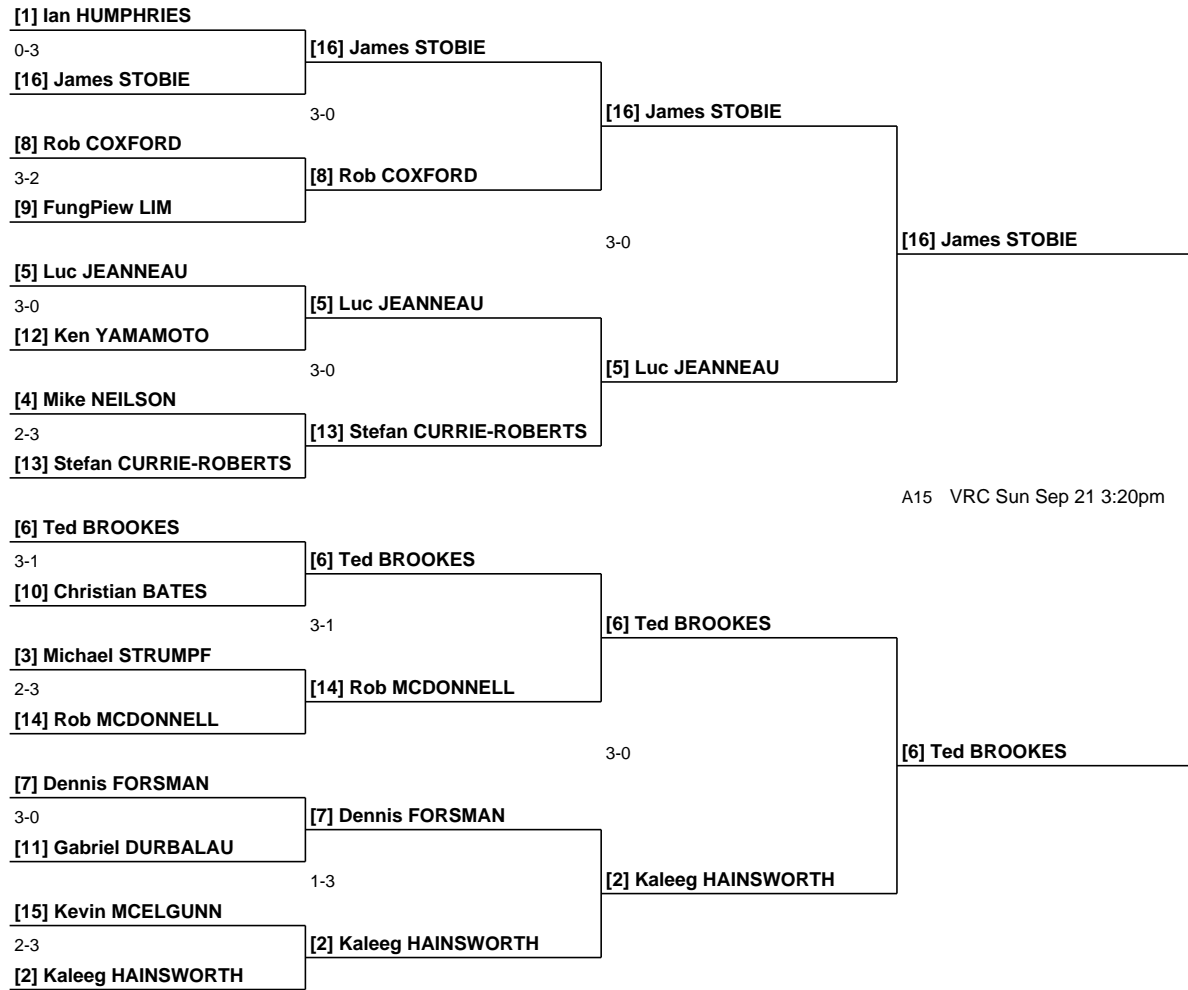 [1] Ian HUMPHRIES
0-3
[16] James STOBIE
[16] James STOBIE
3-0
[16] James STOBIE
[8] Rob COXFORD
3-2
[8] Rob COXFORD
[9] FungPiew LIM
3-0
[16] James STOBIE
[5] Luc JEANNEAU
3-0
[5] Luc JEANNEAU
[12] Ken YAMAMOTO
3-0
[5] Luc JEANNEAU
[4] Mike NEILSON
2-3
[13] Stefan CURRIE-ROBERTS
[13] Stefan CURRIE-ROBERTS
A15 VRC Sun Sep 21 3:20pm
[6] Ted BROOKES
3-1
[6] Ted BROOKES
[10] Christian BATES
3-1
[6] Ted BROOKES
[3] Michael STRUMPF
2-3
[14] Rob MCDONNELL
[14] Rob MCDONNELL
3-0
[6] Ted BROOKES
[7] Dennis FORSMAN
3-0
[7] Dennis FORSMAN
[11] Gabriel DURBALAU
1-3
[2] Kaleeg HAINSWORTH
[15] Kevin MCELGUNN
2-3
[2] Kaleeg HAINSWORTH
[2] Kaleeg HAINSWORTH